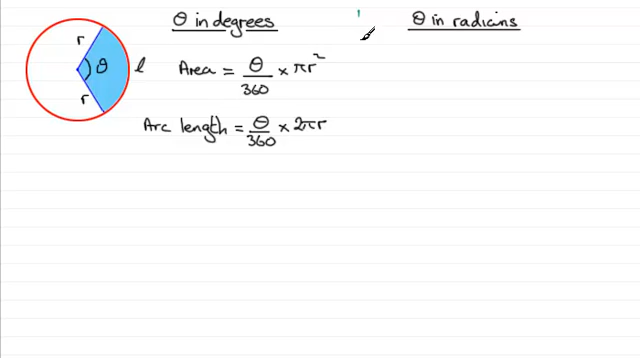 θ in degrees
θ in radians
r
θ
l
r
Area = θ/360 × πr²
Arc length = θ/360 × 2πr